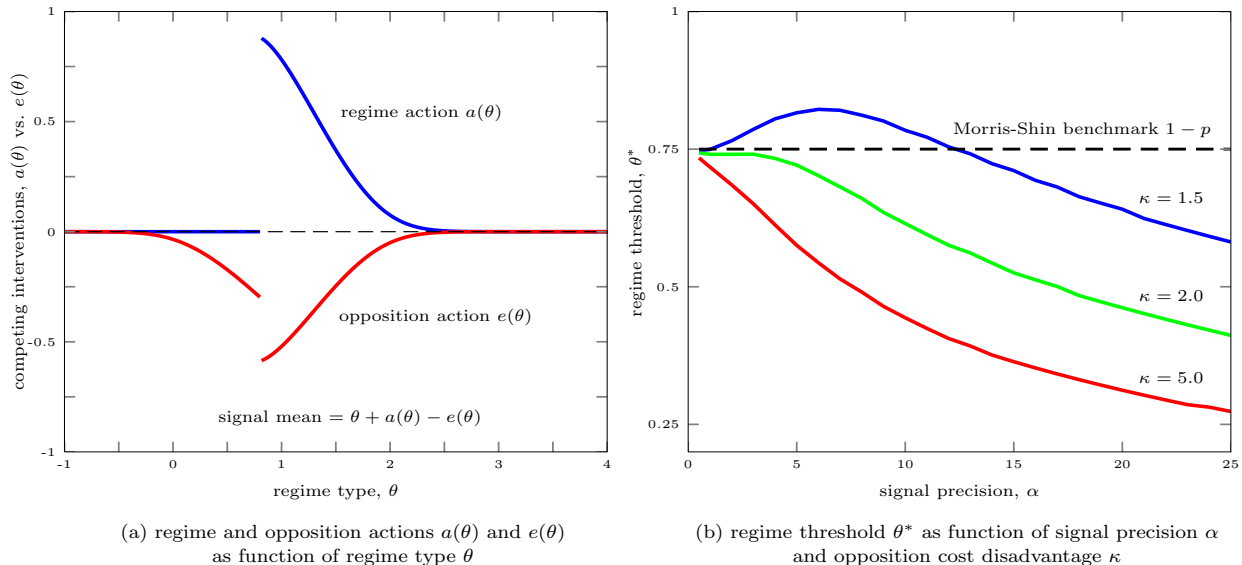 1
0.5
0
-0.5
-1
-1
0
1
2
3
4
competing interventions, a(θ) vs. e(θ)
regime action a(θ)
opposition action e(θ)
signal mean = θ + a(θ) − e(θ)
regime type, θ
(a) regime and opposition actions a(θ) and e(θ)
as function of regime type θ
0.75
0.5
0.25
0
5
10
15
20
25
regime threshold, θ*
Morris-Shin benchmark 1 − p
κ = 1.5
κ = 2.0
κ = 5.0
signal precision, α
(b) regime threshold θ* as function of signal precision α
and opposition cost disadvantage κ